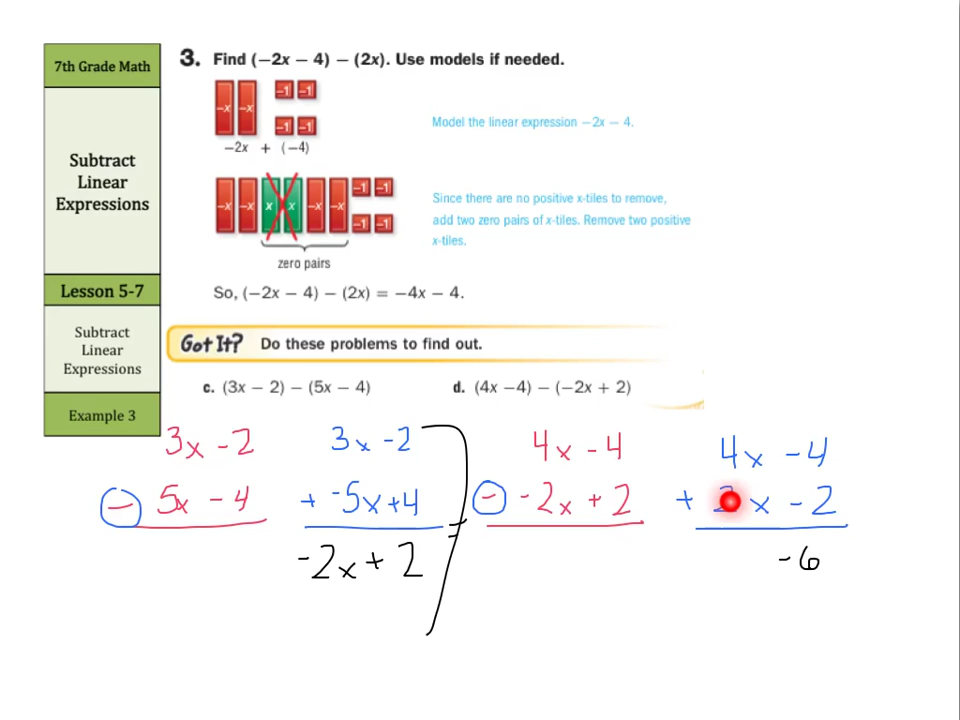 7th Grade Math
Subtract
Linear
Expressions
Lesson 5-7
Subtract
Linear
Expressions
Example 3
3. Find (−2x − 4) − (2x). Use models if needed.
−x −x −1 −1
−1 −1
−2x + (−4)
Model the linear expression −2x − 4.
−x −x x x −x −x −1 −1
−1 −1
zero pairs
Since there are no positive x-tiles to remove,
add two zero pairs of x-tiles. Remove two positive
x-tiles.
So, (−2x − 4) − (2x) = −4x − 4.
Got It? Do these problems to find out.
c. (3x − 2) − (5x − 4)
d. (4x −4) − (−2x + 2)
3x -2
- 5x - 4
3x -2
+ -5x+4
-2x + 2
4x - 4
- -2x + 2
4x - 4
+ 2x - 2
-6